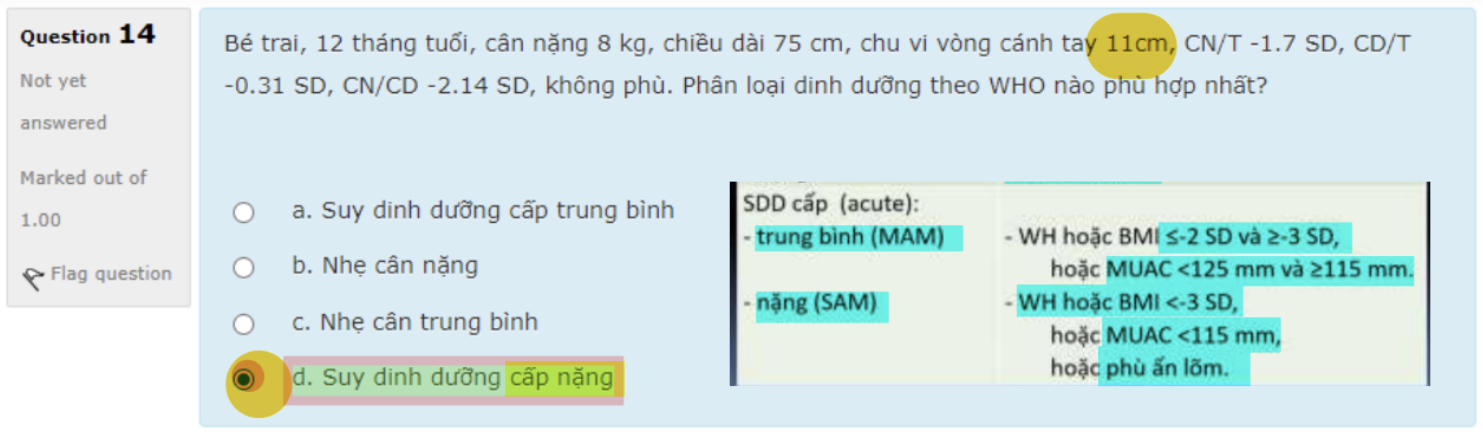 Question 14
Not yet
answered
Marked out of
1.00
Flag question
Bé trai, 12 tháng tuổi, cân nặng 8 kg, chiều dài 75 cm, chu vi vòng cánh tay 11cm, CN/T -1.7 SD, CD/T
-0.31 SD, CN/CD -2.14 SD, không phù. Phân loại dinh dưỡng theo WHO nào phù hợp nhất?
a. Suy dinh dưỡng cấp trung bình
b. Nhẹ cân nặng
c. Nhẹ cân trung bình
d. Suy dinh dưỡng cấp nặng
SDD cấp (acute):
- trung bình (MAM) - WH hoặc BMI ≤-2 SD và ≥-3 SD,
hoặc MUAC <125 mm và ≥115 mm.
- nặng (SAM) - WH hoặc BMI <-3 SD,
hoặc MUAC <115 mm,
hoặc phù ấn lõm.